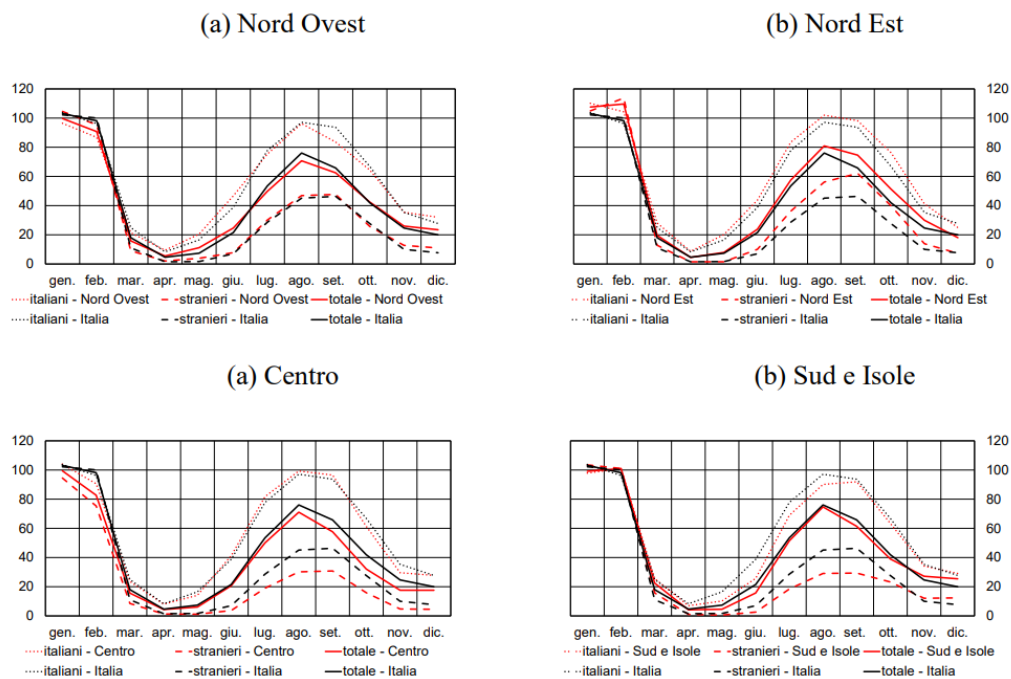 (a) Nord Ovest
(b) Nord Est
120
100
80
60
40
20
0
gen. feb. mar. apr. mag. giu. lug. ago. set. ott. nov. dic.
italiani - Nord Ovest stranieri - Nord Ovest totale - Nord Ovest
italiani - Italia stranieri - Italia totale - Italia
120
100
80
60
40
20
0
gen. feb. mar. apr. mag. giu. lug. ago. set. ott. nov. dic.
italiani - Nord Est stranieri - Nord Est totale - Nord Est
italiani - Italia stranieri - Italia totale - Italia
(a) Centro
(b) Sud e Isole
120
100
80
60
40
20
0
gen. feb. mar. apr. mag. giu. lug. ago. set. ott. nov. dic.
italiani - Centro stranieri - Centro totale - Centro
italiani - Italia stranieri - Italia totale - Italia
120
100
80
60
40
20
0
gen. feb. mar. apr. mag. giu. lug. ago. set. ott. nov. dic.
italiani - Sud e Isole stranieri - Sud e Isole totale - Sud e Isole
italiani - Italia stranieri - Italia totale - Italia